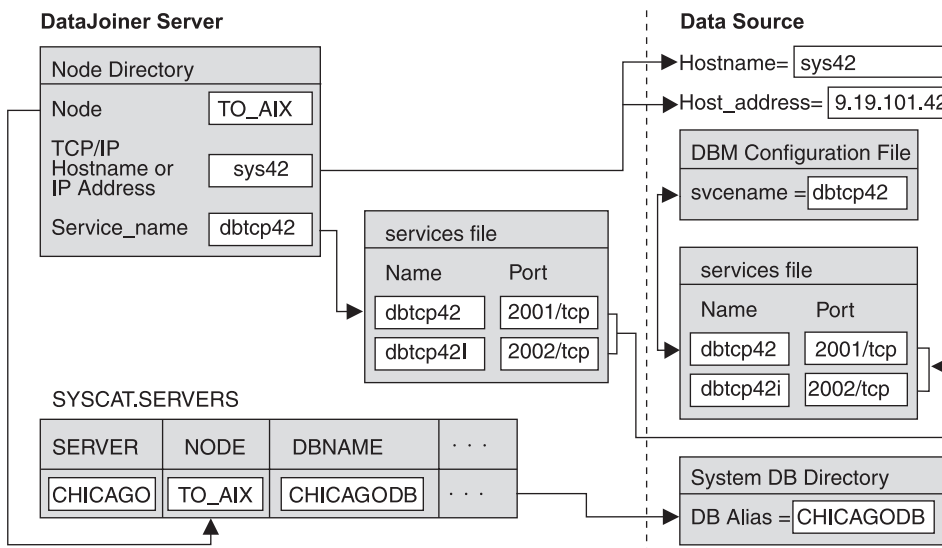 DataJoiner Server
Node Directory
Node TO_AIX
TCP/IP
Hostname or
IP Address
sys42
Service_name dbtcp42
services file
Name Port
dbtcp42 2001/tcp
dbtcp42I 2002/tcp
SYSCAT.SERVERS
SERVER NODE DBNAME . . .
CHICAGO TO_AIX CHICAGODB . . .
Data Source
Hostname= sys42
Host_address= 9.19.101.42
DBM Configuration File
svcename = dbtcp42
services file
Name Port
dbtcp42 2001/tcp
dbtcp42i 2002/tcp
System DB Directory
DB Alias = CHICAGODB